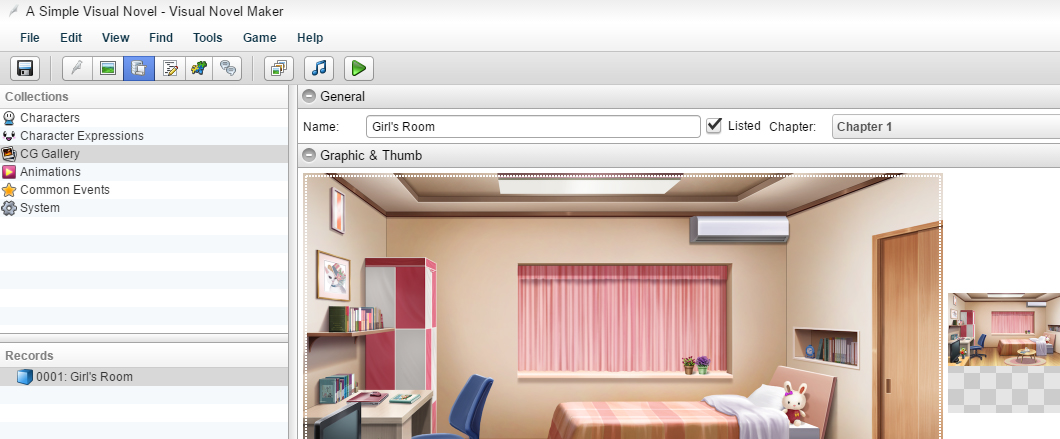 A Simple Visual Novel - Visual Novel Maker
File Edit View Find Tools Game Help
Collections
Characters
Character Expressions
CG Gallery
Animations
Common Events
System
Records
0001: Girl's Room
General
Name: Girl's Room Listed Chapter: Chapter 1
Graphic & Thumb